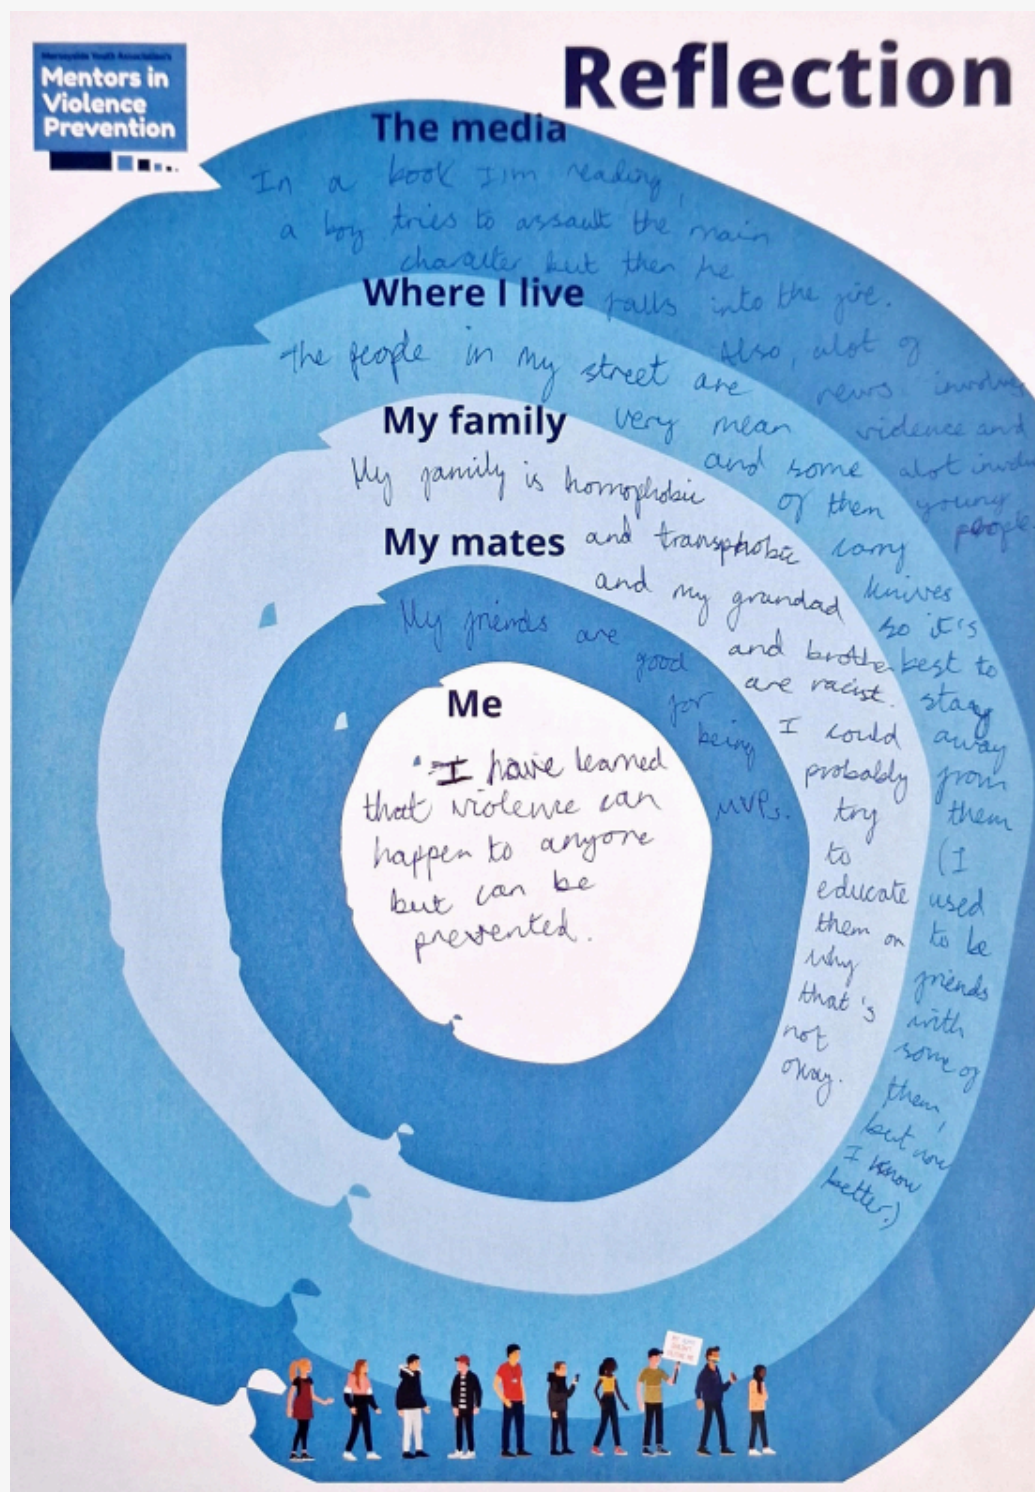 Merseyside Youth Association's
Mentors in
Violence
Prevention
Reflection
The media
In a book I'm reading,
a boy tries to assault the main
character but then he
falls into the fire.
Also, alot of
news involves
violence and
alot involve
young
people
Where I live
The people in my street are
very mean
and some
of them
carry
knives
so it's
best to
stay
away
from
them
(I
used
to be
friends
with
some of
them,
but now
I know
better.)
My family
My family is homophobic
and transphobic
and my grandad
and brother
are racist.
I could
probably
try
to
educate
them on
why
that's
not
okay.
My mates
My friends are
good
for
being
MVPs.
Me
I have learned
that violence can
happen to anyone
but can be
prevented.